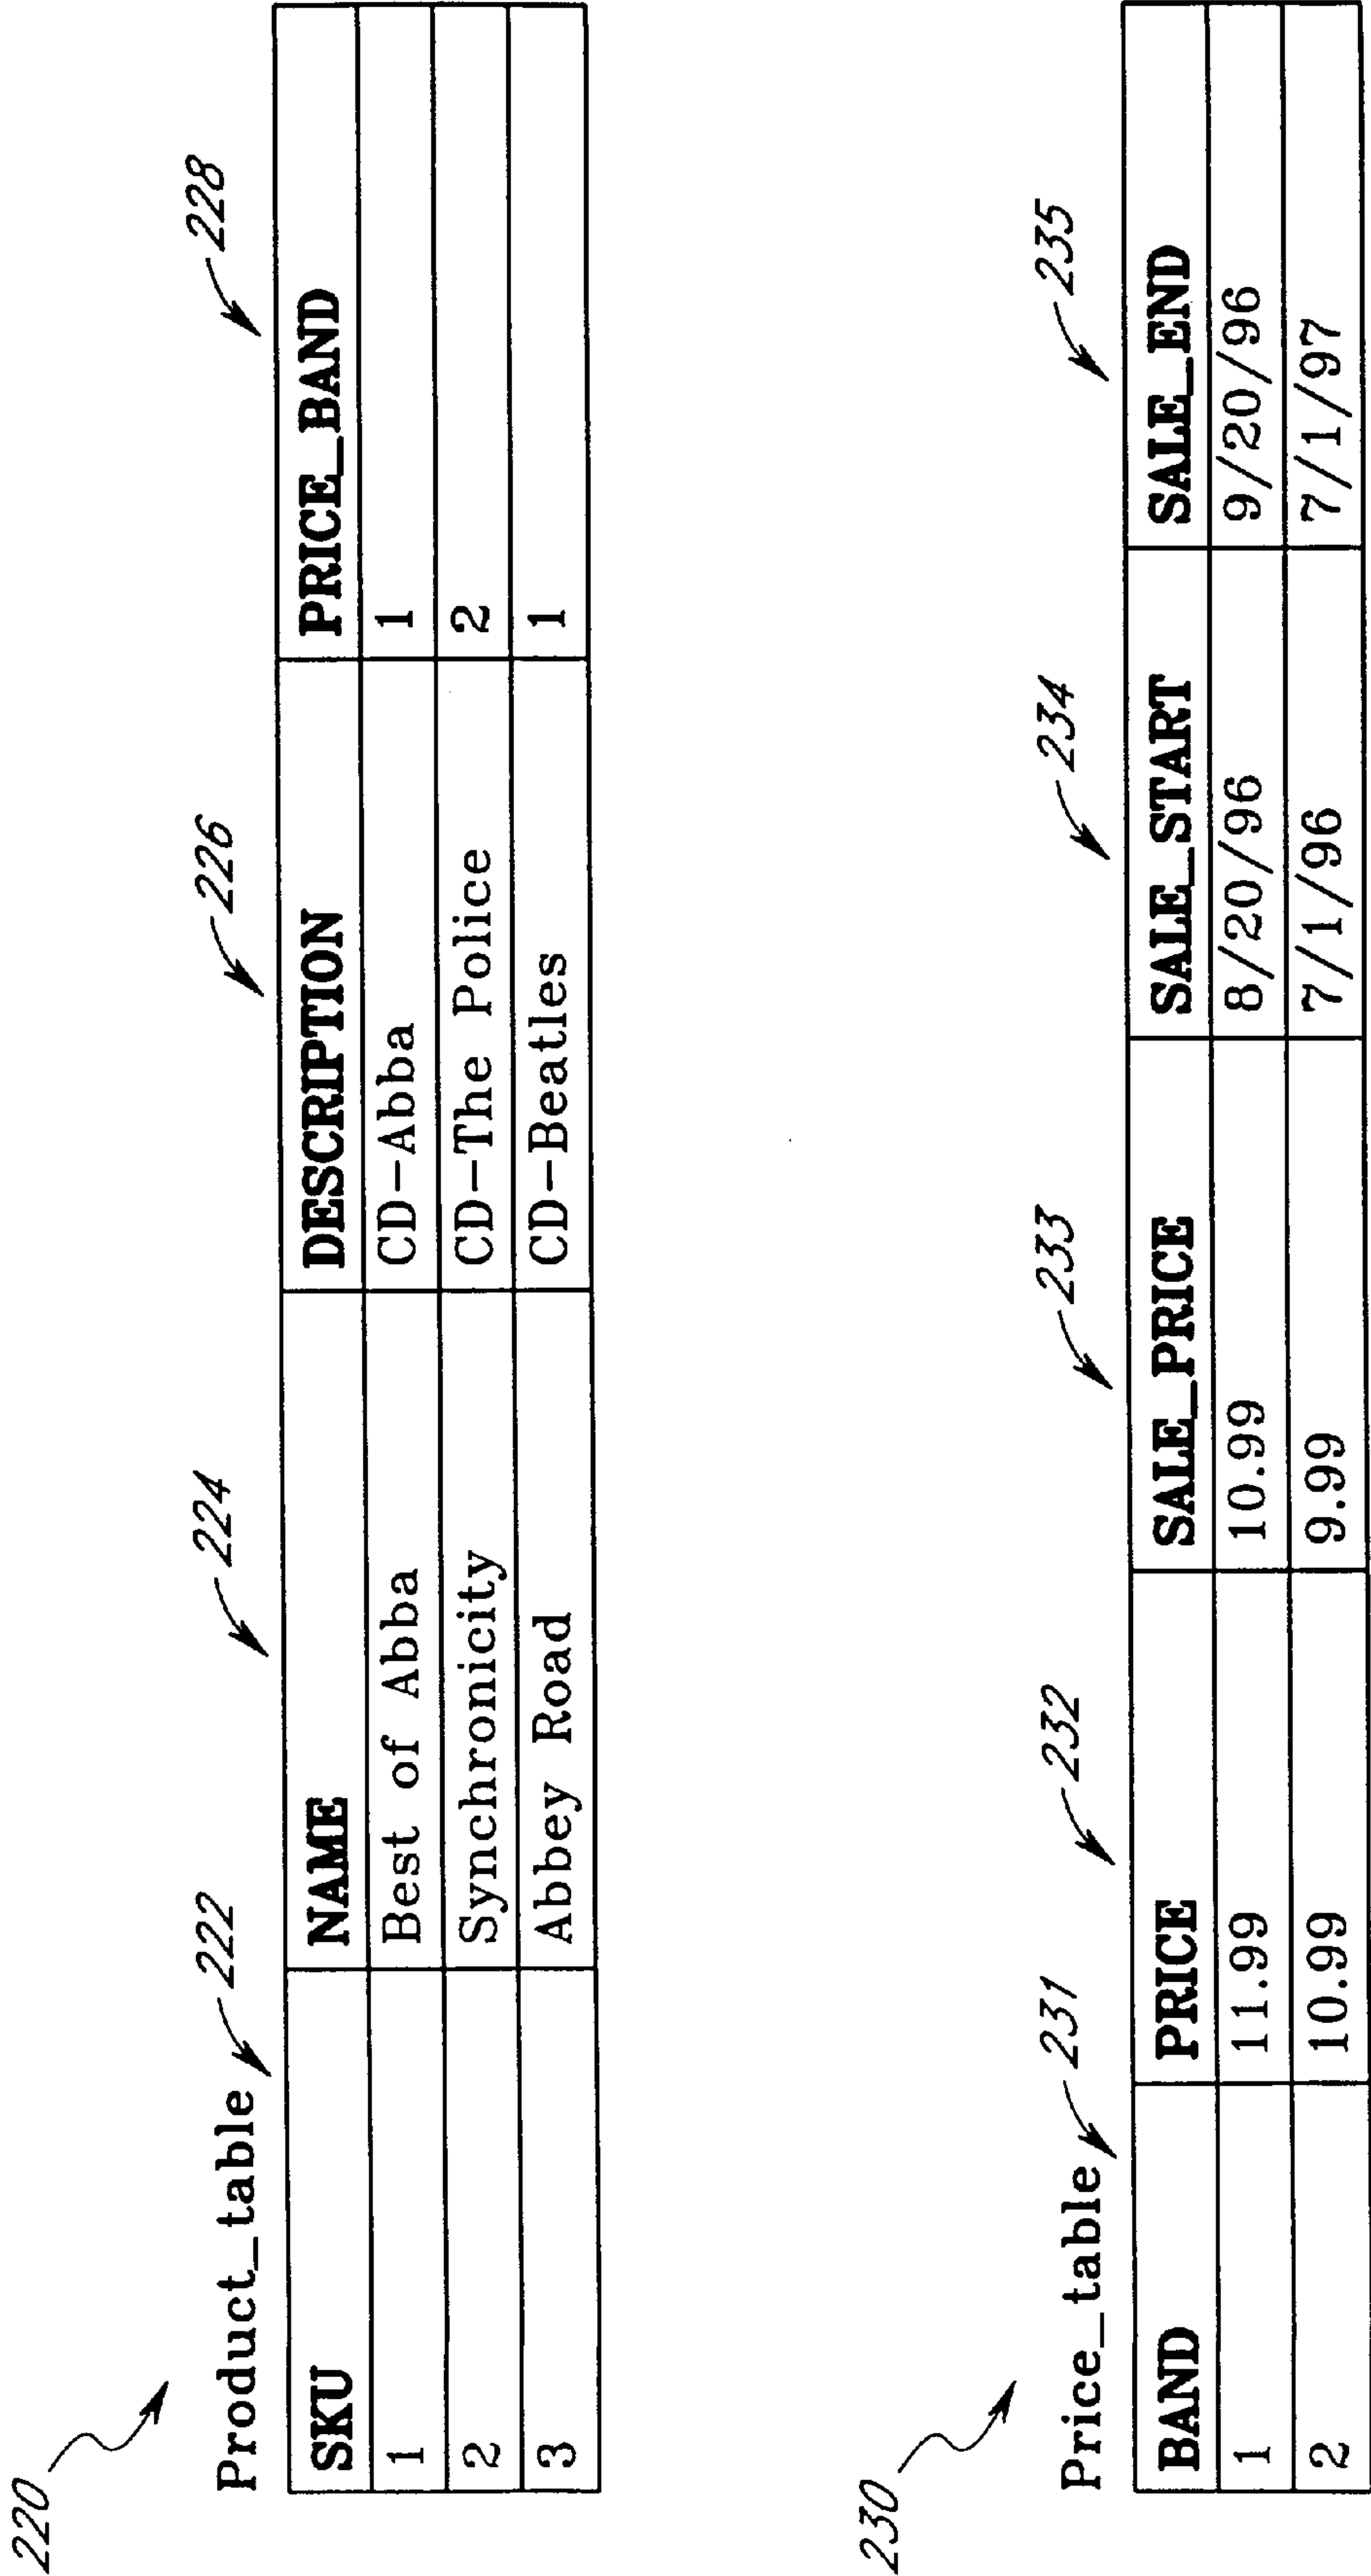 220
Product_table 222 224 226 228
SKU NAME DESCRIPTION PRICE_BAND
1 Best of Abba CD-Abba 1
2 Synchronicity CD-The Police 2
3 Abbey Road CD-Beatles 1
230
Price_table 231 232 233 234 235
BAND PRICE SALE_PRICE SALE_START SALE_END
1 11.99 10.99 8/20/96 9/20/96
2 10.99 9.99 7/1/96 7/1/97